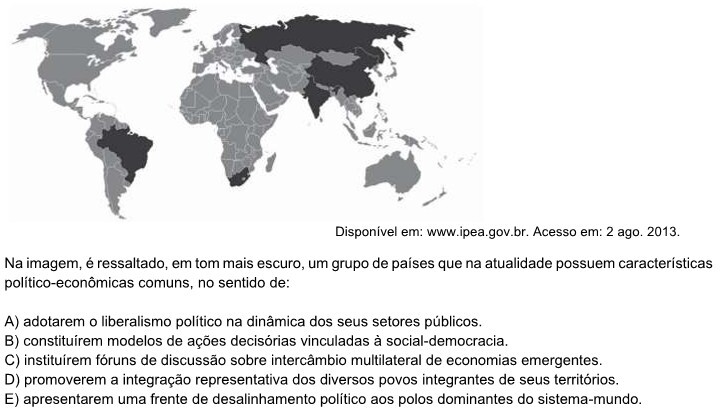 Disponível em: www.ipea.gov.br. Acesso em: 2 ago. 2013.
Na imagem, é ressaltado, em tom mais escuro, um grupo de países que na atualidade possuem características
político-econômicas comuns, no sentido de:
A) adotarem o liberalismo político na dinâmica dos seus setores públicos.
B) constituírem modelos de ações decisórias vinculadas à social-democracia.
C) instituírem fóruns de discussão sobre intercâmbio multilateral de economias emergentes.
D) promoverem a integração representativa dos diversos povos integrantes de seus territórios.
E) apresentarem uma frente de desalinhamento político aos polos dominantes do sistema-mundo.